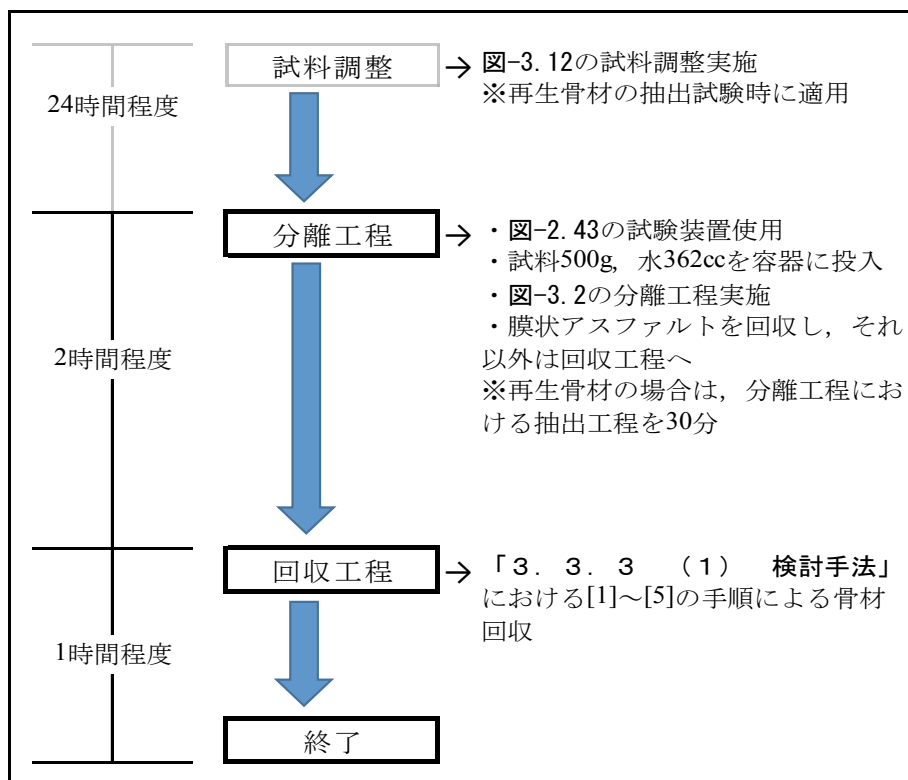 試料調整
→ 図-3.12の試料調整実施
※再生骨材の抽出試験時に適用
24時間程度
分離工程
→ ・図-2.43の試験装置使用
・試料500g，水362ccを容器に投入
・図-3.2の分離工程実施
・膜状アスファルトを回収し，それ
以外は回収工程へ
※再生骨材の場合は，分離工程にお
ける抽出工程を30分
2時間程度
回収工程
→ 「３．３．３　（１）　検討手法」
における[1]～[5]の手順による骨材
回収
1時間程度
終了